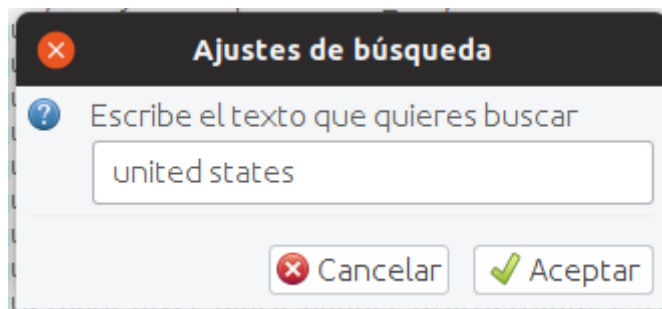 Ajustes de búsqueda
Escribe el texto que quieres buscar
united states
Cancelar Aceptar